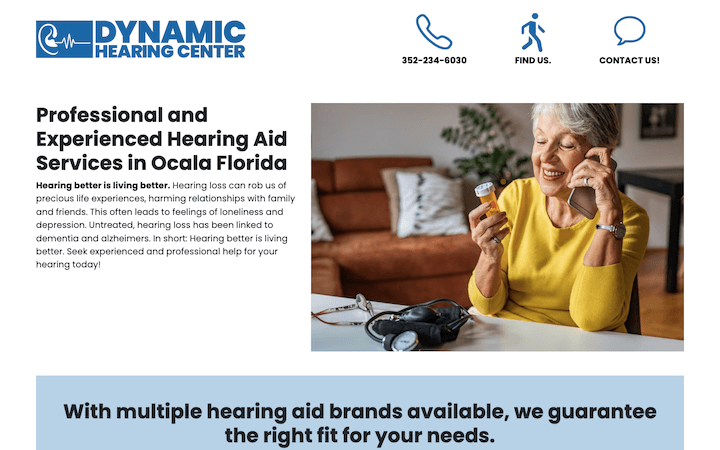 DYNAMIC
HEARING CENTER
352-234-6030
FIND US.
CONTACT US!
Professional and
Experienced Hearing Aid
Services in Ocala Florida
Hearing better is living better. Hearing loss can rob us of
precious life experiences, harming relationships with family
and friends. This often leads to feelings of loneliness and
depression. Untreated, hearing loss has been linked to
dementia and alzheimers. In short: Hearing better is living
better. Seek experienced and professional help for your
hearing today!
With multiple hearing aid brands available, we guarantee
the right fit for your needs.